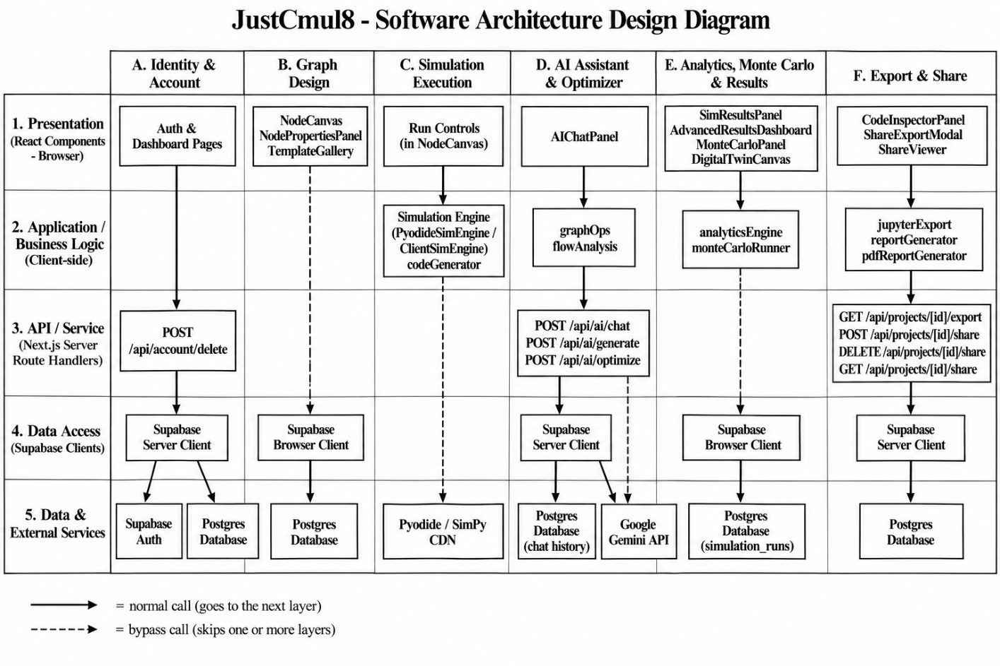 JustCmul8 - Software Architecture Design Diagram
A. Identity &
Account
B. Graph
Design
C. Simulation
Execution
D. AI Assistant
& Optimizer
E. Analytics, Monte Carlo
& Results
F. Export & Share
1. Presentation
(React Components
- Browser)
Auth &
Dashboard Pages
NodeCanvas
NodePropertiesPanel
TemplateGallery
Run Controls
(in NodeCanvas)
AIChatPanel
SimResultsPanel
AdvancedResultsDashboard
MonteCarloPanel
DigitalTwinCanvas
CodeInspectorPanel
ShareExportModal
ShareViewer
2. Application /
Business Logic
(Client-side)
Simulation Engine
(PyodideSimEngine /
ClientSimEngine)
codeGenerator
graphOps
flowAnalysis
analyticsEngine
monteCarloRunner
jupyterExport
reportGenerator
pdfReportGenerator
3. API / Service
(Next.js Server
Route Handlers)
POST
/api/account/delete
POST /api/ai/chat
POST /api/ai/generate
POST /api/ai/optimize
GET /api/projects/[id]/export
POST /api/projects/[id]/share
DELETE /api/projects/[id]/share
GET /api/projects/[id]/share
4. Data Access
(Supabase Clients)
Supabase
Server Client
Supabase
Browser Client
Supabase
Server Client
Supabase
Browser Client
Supabase
Server Client
5. Data &
External Services
Supabase
Auth
Postgres
Database
Postgres
Database
Pyodide / SimPy
CDN
Postgres
Database
(chat history)
Google
Gemini API
Postgres
Database
(simulation_runs)
Postgres
Database
= normal call (goes to the next layer)
= bypass call (skips one or more layers)